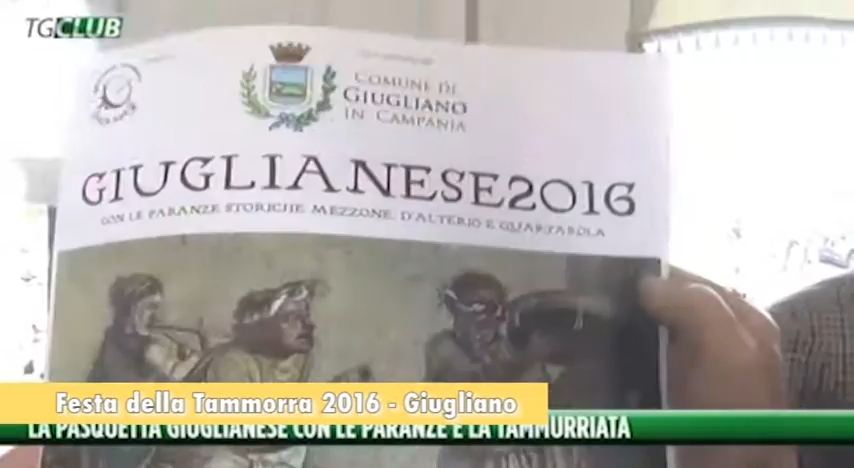 TGCLUB
COMUNE DI
GIUGLIANO
IN CAMPANIA
GIUGLIANESE2016
CON LE PARANZE STORICHE MEZZONE, D'ALTERIO E QUARTAROLA
Festa della Tammorra 2016 - Giugliano
LA PASQUETTA GIUGLIANESE CON LE PARANZE E LA TAMMURRIATA